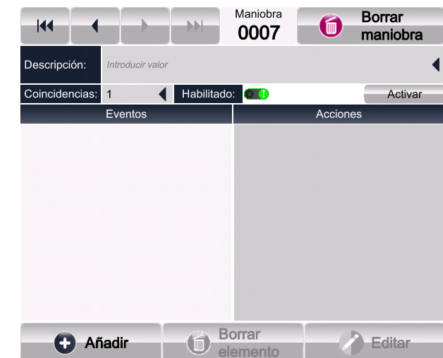 Maniobra
0007
Borrar
maniobra
Descripción: Introducir valor
Coincidencias: 1 Habilitado: Activar
Eventos Acciones
Añadir
Borrar
elemento
Editar